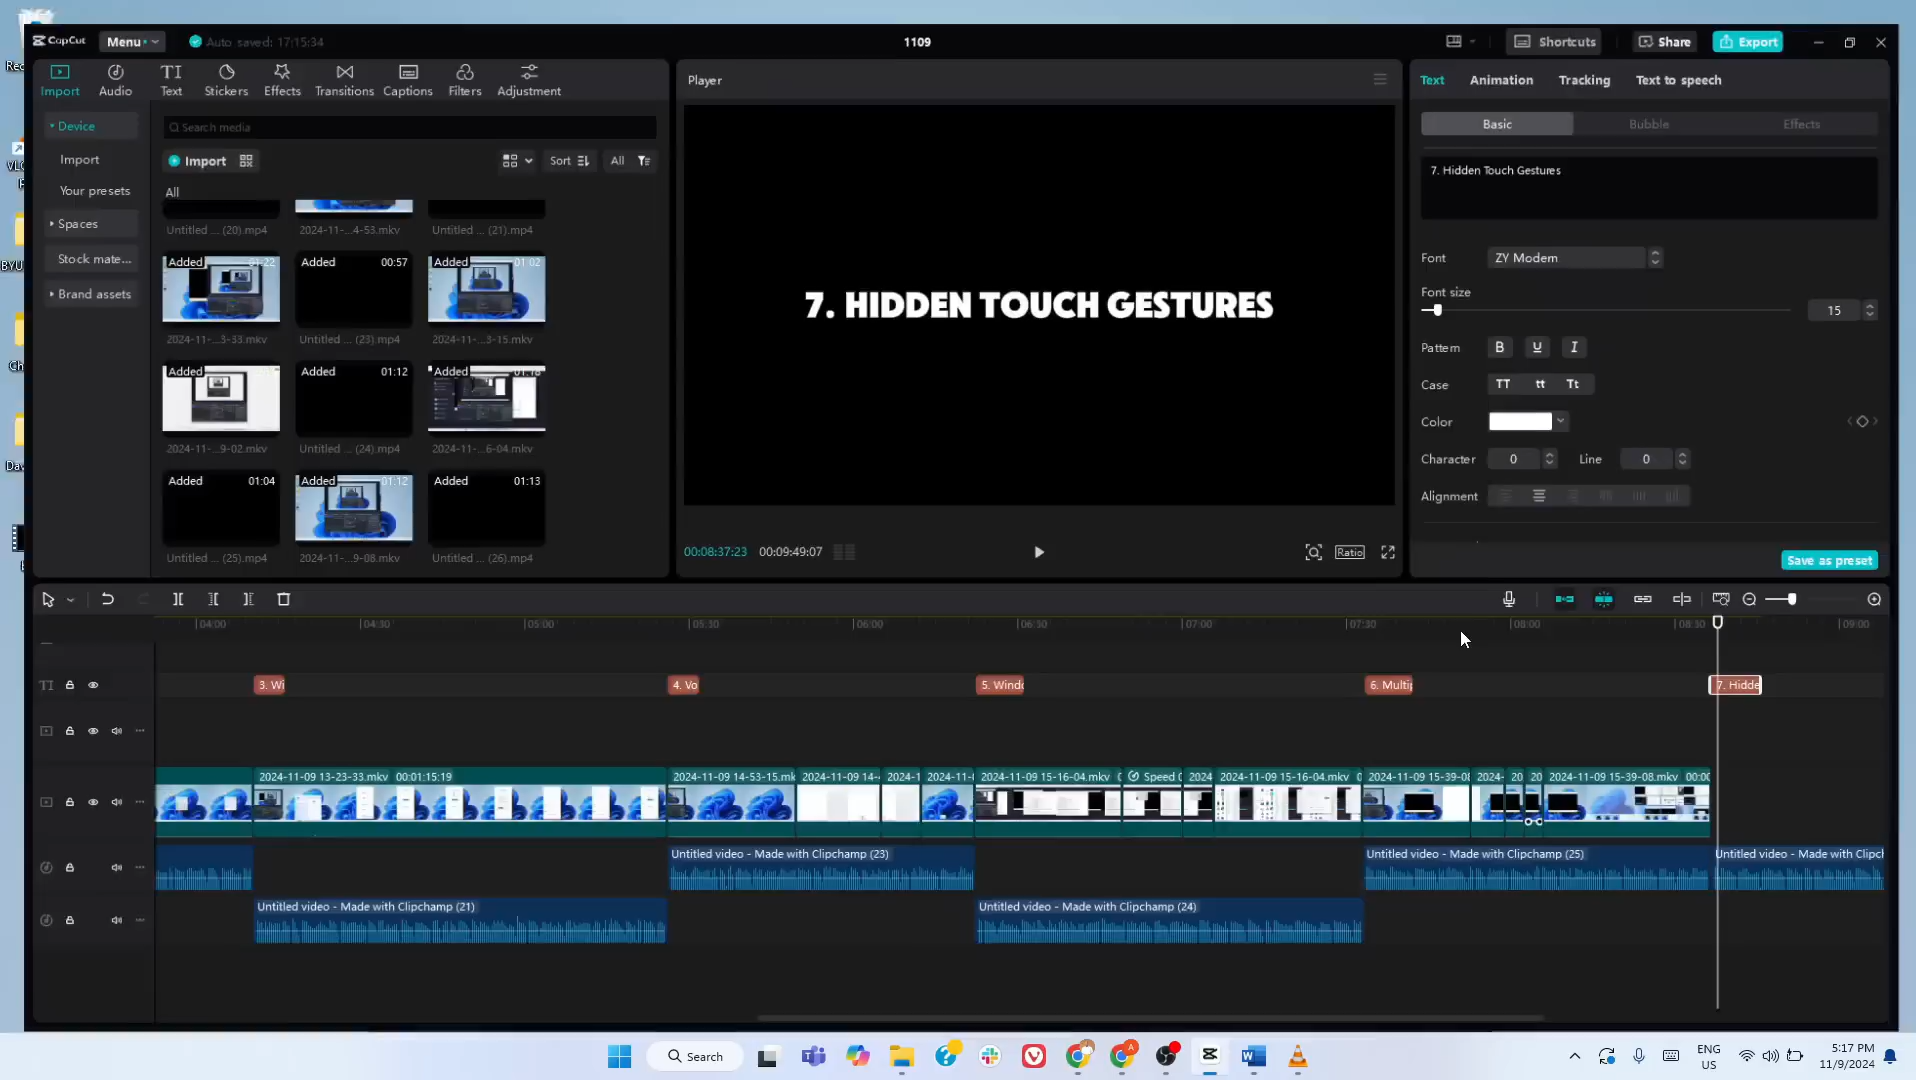 CapCut
Menu
Auto saved: 17:15:34
1109
Shortcuts
Share
Export
Import
Audio
Text
Stickers
Effects
Transitions
Captions
Filters
Adjustment
Device
Import
Your presets
Spaces
Stock mate...
Brand assets
Search media
Import
Sort
All
All
Untitled ... (20).mp4
2024-11-...4-53.mkv
Untitled ... (21).mp4
Added
01:22
Added
00:57
Added
01:02
2024-11-...3-33.mkv
Untitled ... (23).mp4
2024-11-...3-15.mkv
Added
Added
01:12
Added
01:18
2024-11-...9-02.mkv
Untitled ... (24).mp4
2024-11-...6-04.mkv
Added
01:04
Added
01:12
Added
01:13
Untitled ... (25).mp4
2024-11-...9-08.mkv
Untitled ... (26).mp4
Player
7. HIDDEN TOUCH GESTURES
00:08:37:23
00:09:49:07
Ratio
Text
Animation
Tracking
Text to speech
Basic
Bubble
Effects
7. Hidden Touch Gestures
Font
ZY Modern
Font size
15
Pattern
B
U
I
Case
TT
tt
Tt
Color
Character
0
Line
0
Alignment
Save as preset
04:00
04:30
05:00
05:30
06:00
06:30
07:00
07:30
08:00
08:30
09:00
TI
3. Wi
4. Vo
5. Windo
6. Multip
7. Hidde
2024-11-09 13-23-33.mkv 00:01:15:19
2024-11-09 14-53-15.mk
2024-11-09 14-
2024-1
2024-11-0
2024-11-09 15-16-04.mkv
Speed
2024
2024-11-09 15-16-04.mkv
2024-11-09 15-39-08
2024-
20
20
2024-11-09 15-39-08.mkv 00:0
Untitled video - Made with Clipchamp (23)
Untitled video - Made with Clipchamp (25)
Untitled video - Made with Clipch
Untitled video - Made with Clipchamp (21)
Untitled video - Made with Clipchamp (24)
Search
ENG
US
5:17 PM
11/9/2024